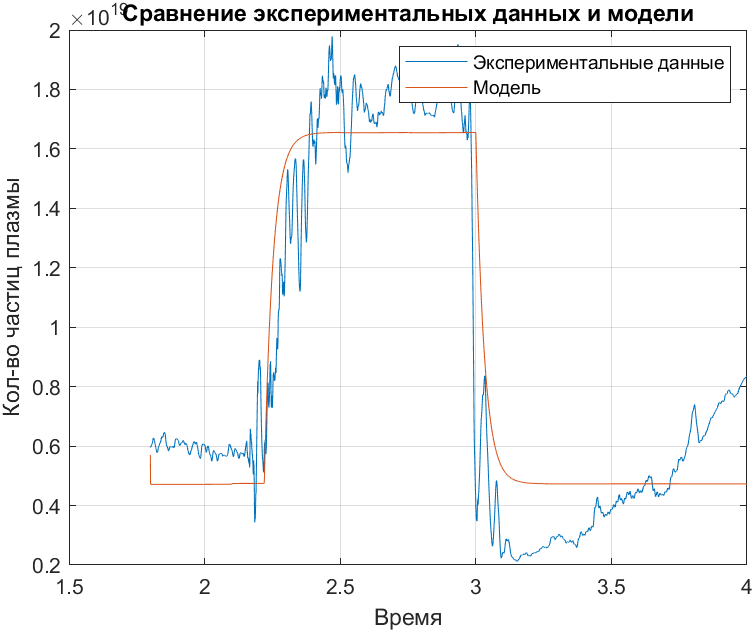 ×10¹⁹
Сравнение экспериментальных данных и модели
2
1.8
1.6
1.4
1.2
1
0.8
0.6
0.4
0.2
Кол-во частиц плазмы
Экспериментальные данные
Модель
1.5 2 2.5 3 3.5 4
Время